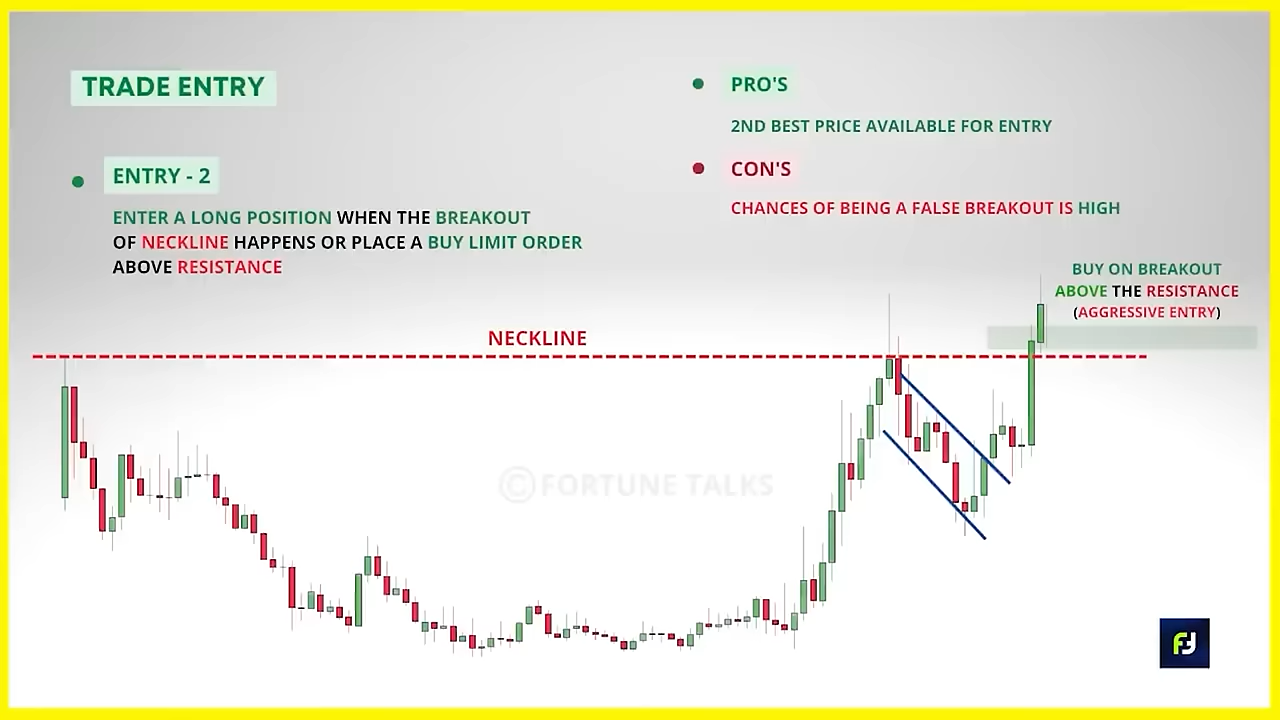 TRADE ENTRY
ENTRY - 2
ENTER A LONG POSITION WHEN THE BREAKOUT
OF NECKLINE HAPPENS OR PLACE A BUY LIMIT ORDER
ABOVE RESISTANCE
PRO'S
2ND BEST PRICE AVAILABLE FOR ENTRY
CON'S
CHANCES OF BEING A FALSE BREAKOUT IS HIGH
BUY ON BREAKOUT
ABOVE THE RESISTANCE
(AGGRESSIVE ENTRY)
NECKLINE
©FORTUNE TALKS